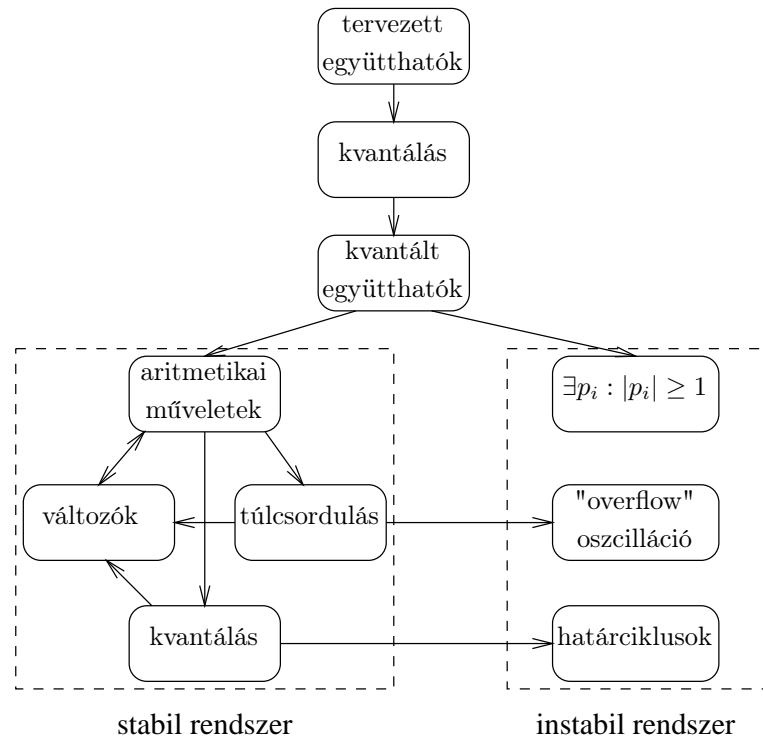 tervezett
együtthatók
kvantálás
kvantált
együtthatók
aritmetikai
műveletek
∃p_i : |p_i| ≥ 1
változók
túlcsordulás
"overflow"
oszcilláció
kvantálás
határciklusok
stabil rendszer
instabil rendszer